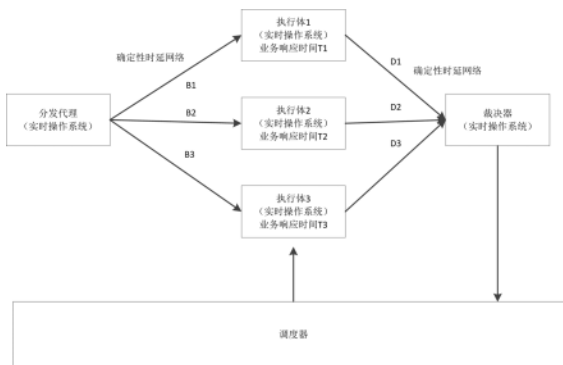 执行体1
（实时操作系统）
业务响应时间T1
确定性时延网络
D1
确定性时延网络
B1
分发代理
（实时操作系统）
B2
执行体2
（实时操作系统）
业务响应时间T2
D2
裁决器
（实时操作系统）
B3
D3
执行体3
（实时操作系统）
业务响应时间T3
调度器